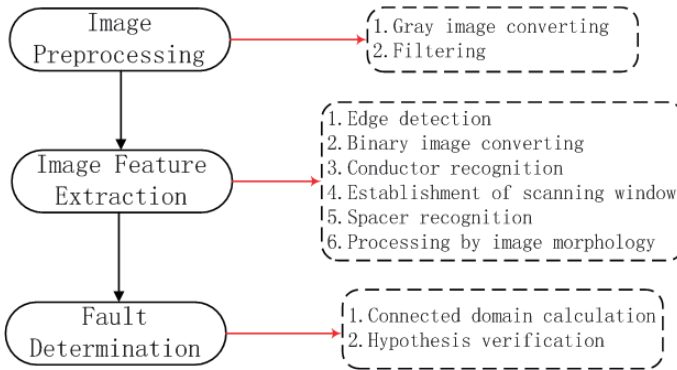 Image
Preprocessing
1.Gray image converting
2.Filtering
Image Feature
Extraction
1.Edge detection
2.Binary image converting
3.Conductor recognition
4.Establishment of scanning window
5.Spacer recognition
6.Processing by image morphology
Fault
Determination
1.Connected domain calculation
2.Hypothesis verification